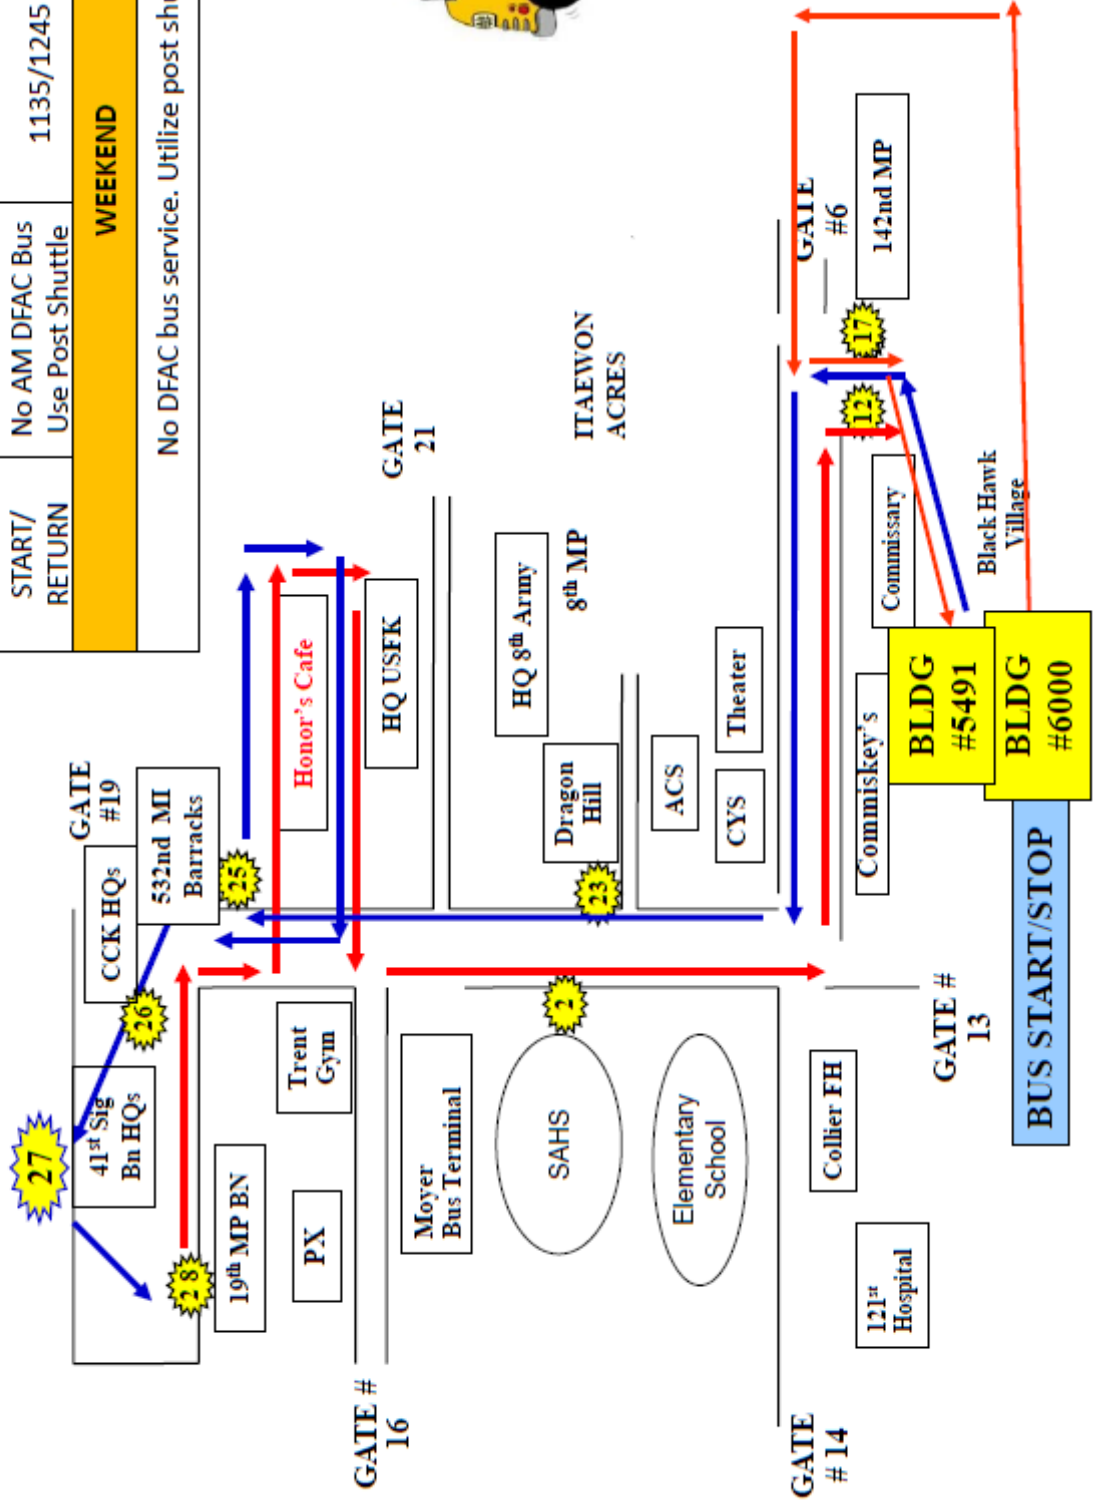 START/
RETURN
No AM DFAC Bus
Use Post Shuttle
1135/1245
WEEKEND
No DFAC bus service. Utilize post
GATE
#19
27
41st Sig
Bn HQs
26
CCK HQs
532nd MI
Barracks
25
28
19th MP BN
PX
Trent
Gym
Honor's Cafe
HQ USFK
GATE
21
GATE #
16
Moyer
Bus Terminal
SAHS
2
23
Dragon
Hill
HQ 8th Army
8th MP
ITAEWON
ACRES
Elementary
School
ACS
CYS
Theater
GATE
# 14
121st
Hospital
Collier FH
GATE #
13
Commiskey's
Commissary
12
17
GATE
#6
142nd MP
Black Hawk
Village
BLDG
#5491
BLDG
#6000
BUS START/STOP